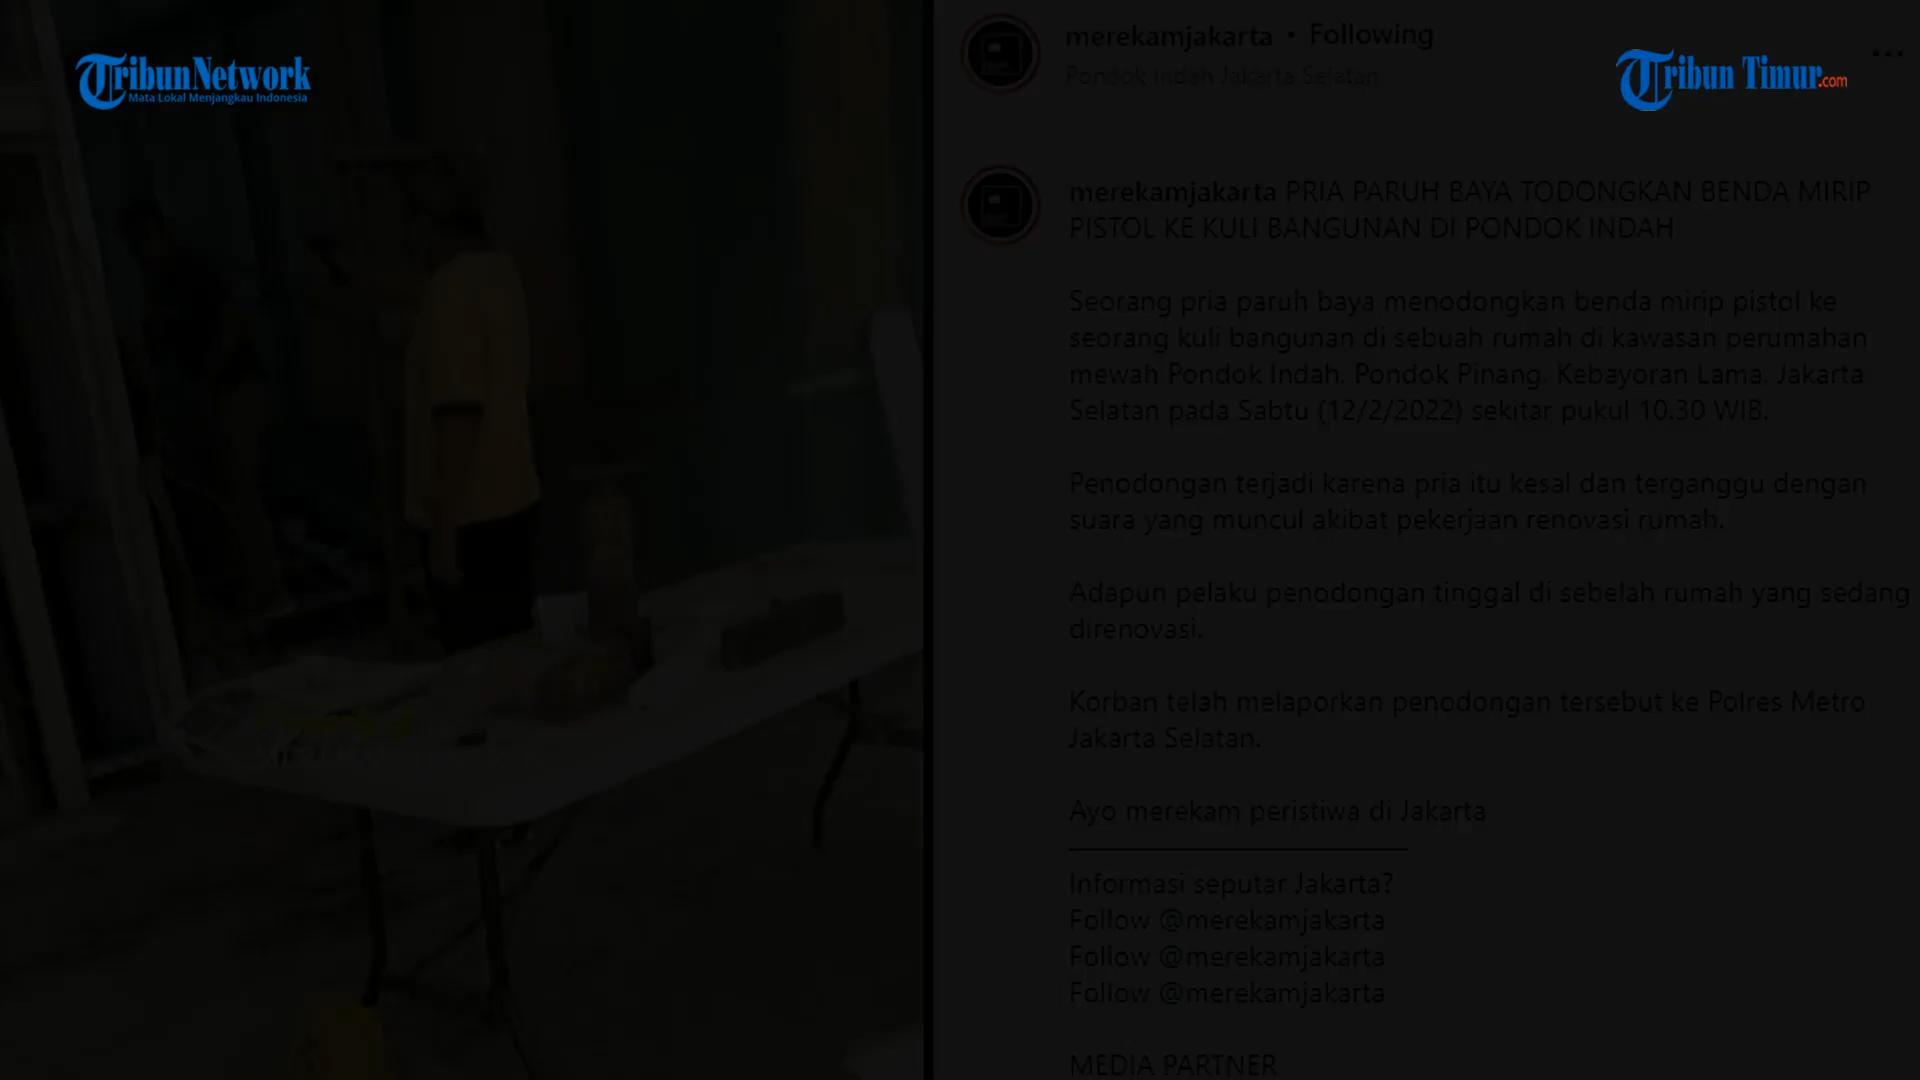 TribunNetwork
Mata Lokal Menjangkau Indonesia
Tribun Timur.com
merekamjakarta • Following
Pondok Indah Jakarta Selatan
merekamjakarta PRIA PARUH BAYA TODONGKAN BENDA MIRIP
PISTOL KE KULI BANGUNAN DI PONDOK INDAH
Seorang pria paruh baya menodongkan benda mirip pistol ke
seorang kuli bangunan di sebuah rumah di kawasan perumahan
mewah Pondok Indah, Pondok Pinang, Kebayoran Lama, Jakarta
Selatan pada Sabtu (12/2/2022) sekitar pukul 10.30 WIB.
Penodongan terjadi karena pria itu kesal dan terganggu dengan
suara yang muncul akibat pekerjaan renovasi rumah.
Adapun pelaku penodongan tinggal di sebelah rumah yang sedang
direnovasi.
Korban telah melaporkan penodongan tersebut ke Polres Metro
Jakarta Selatan.
Ayo merekam peristiwa di Jakarta
Informasi seputar Jakarta?
Follow @merekamjakarta
Follow @merekamjakarta
Follow @merekamjakarta
MEDIA PARTNER